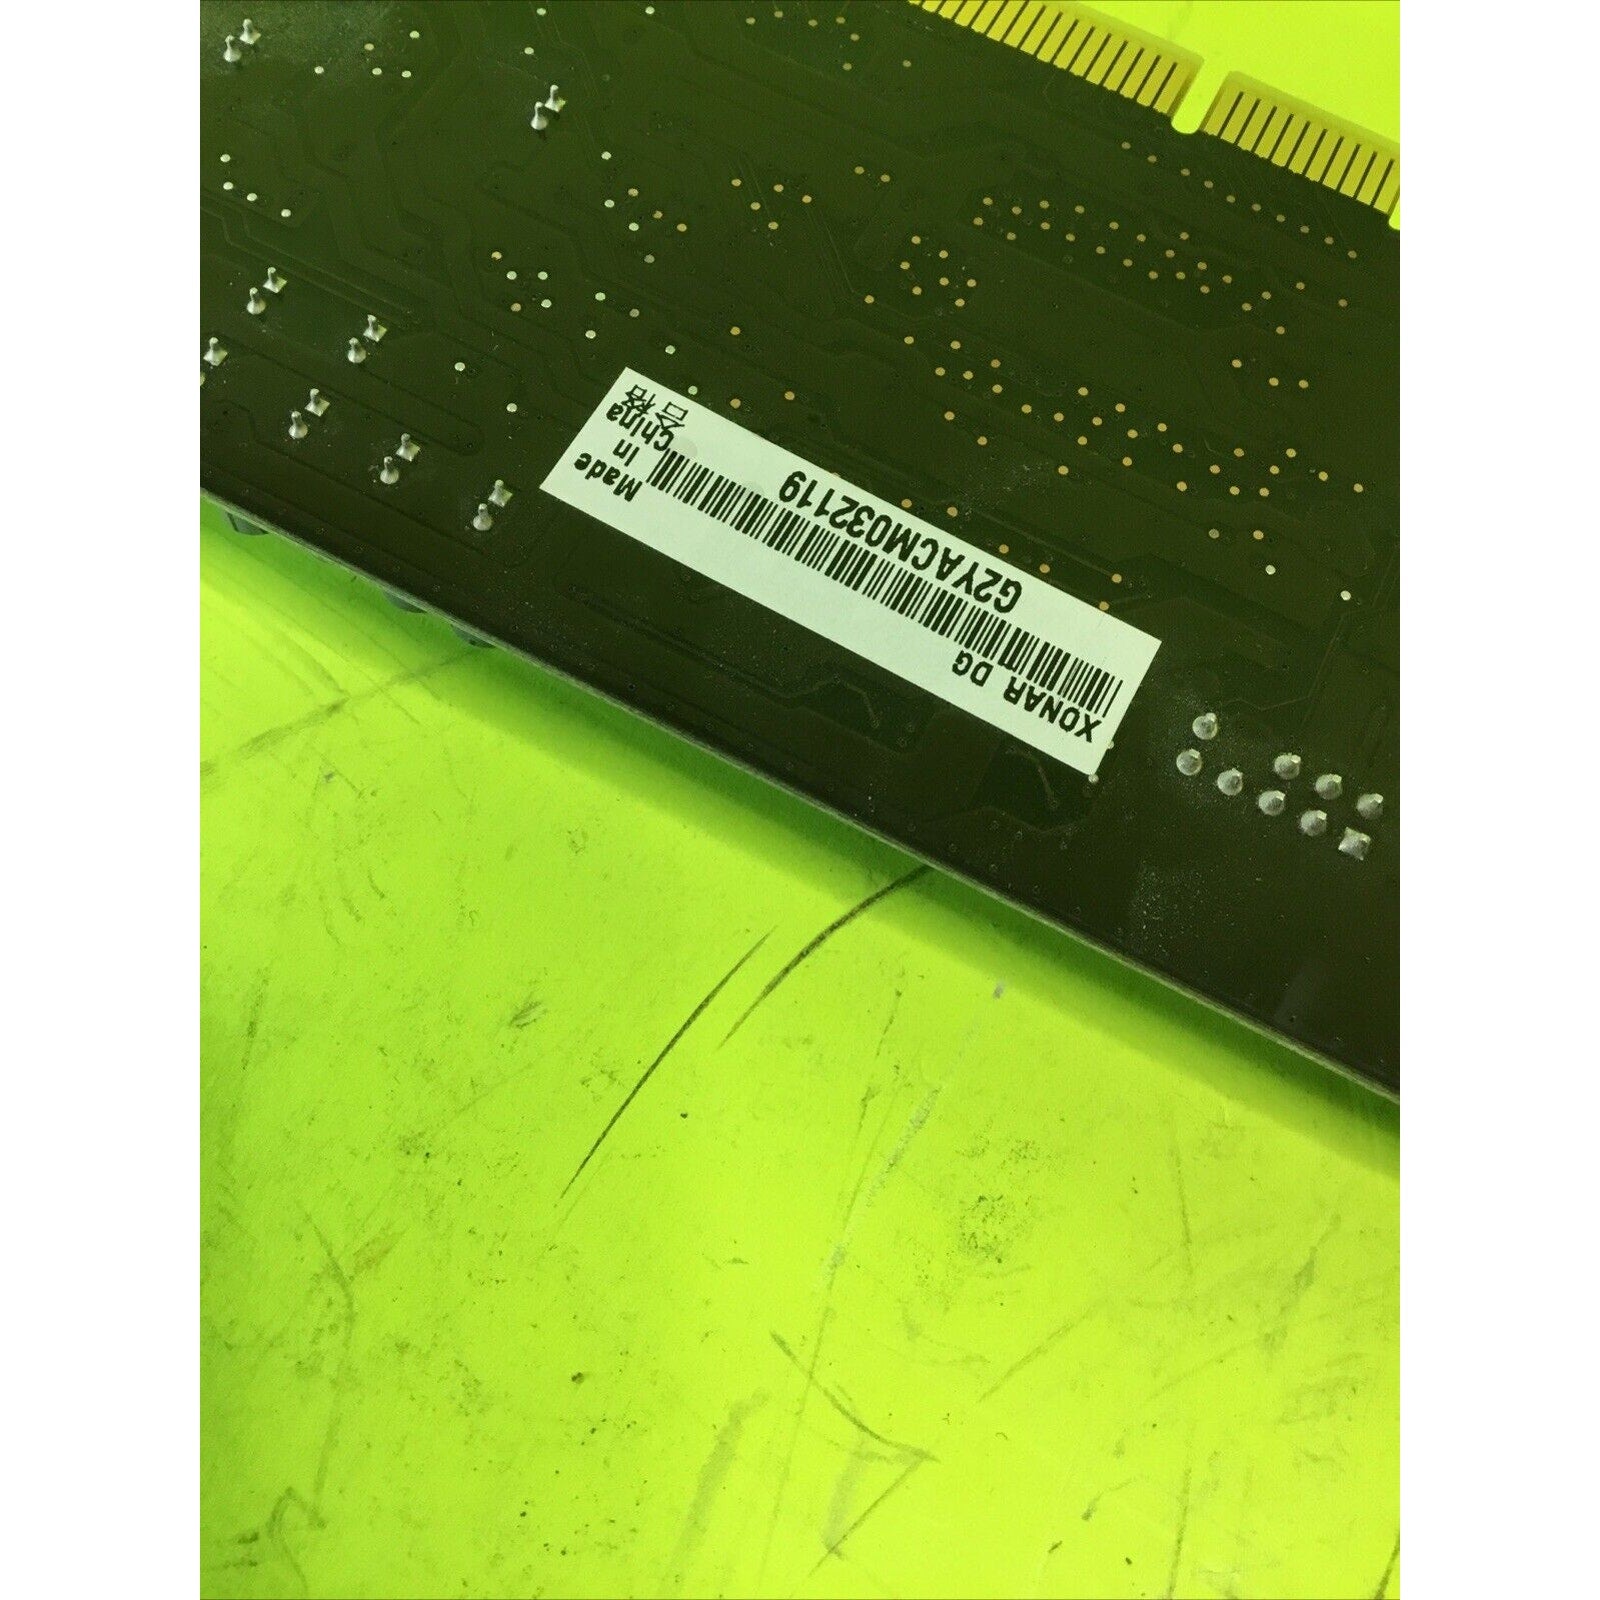 XONAR DG
G2YACM032119
Made
in
China
合格